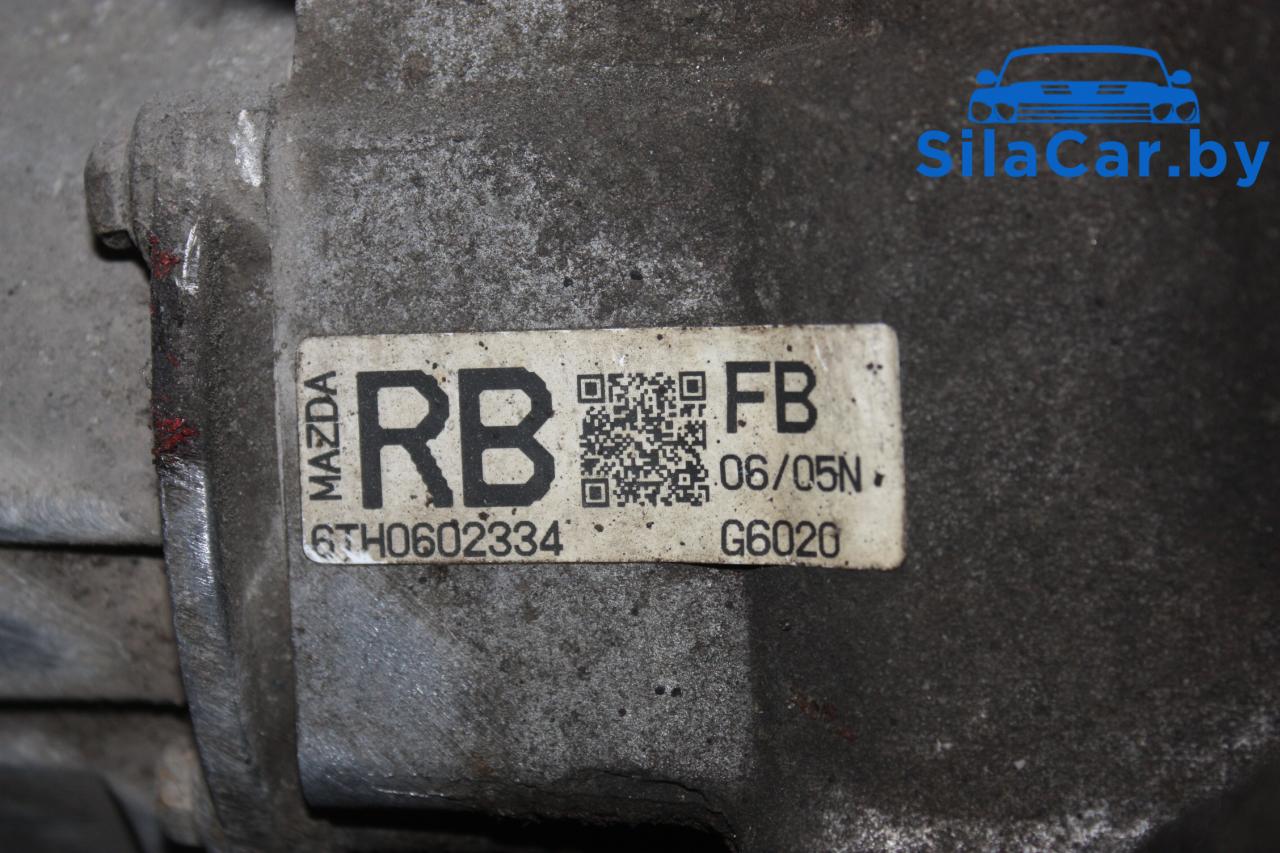 SilaCar.by
MAZDA
RB
FB
06/05N
6TH0602334
G6020